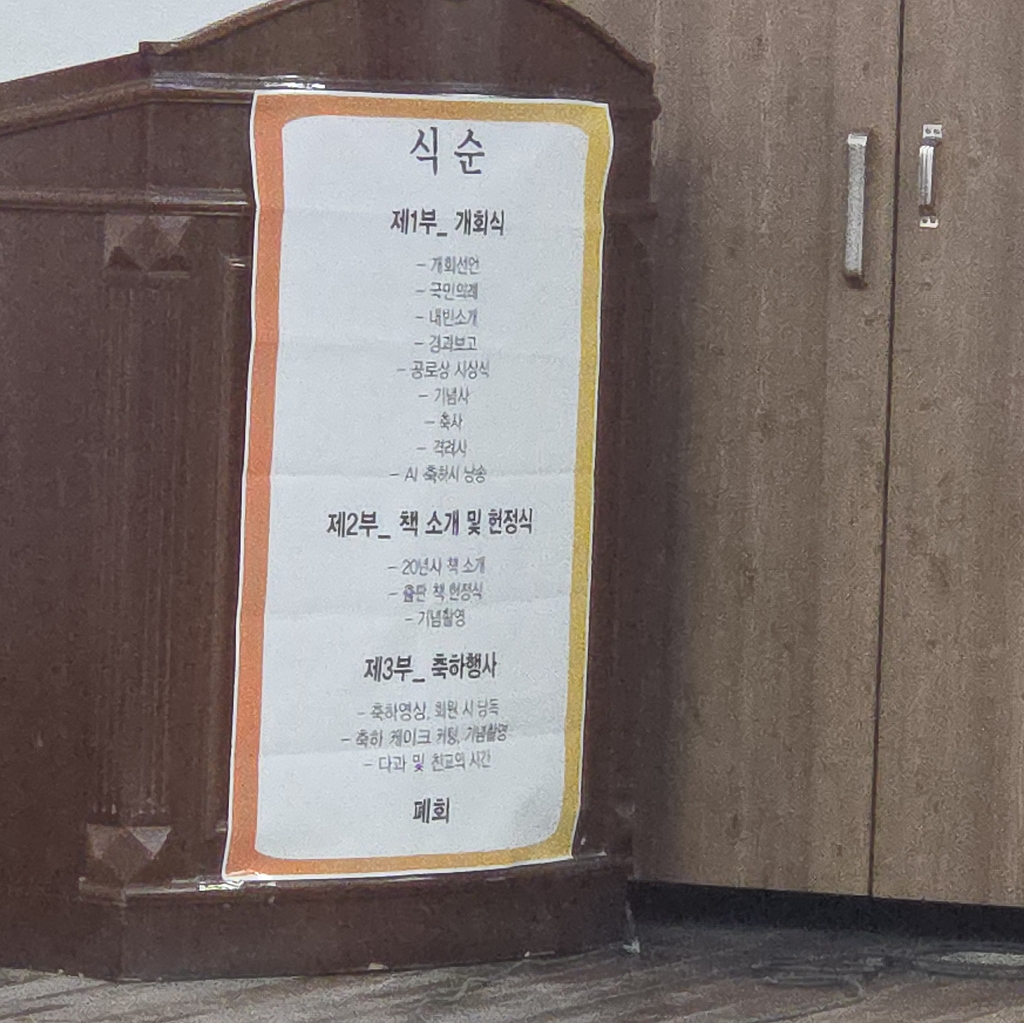 식 순
제1부_ 개회식
- 개회선언
- 국민의례
- 내빈소개
- 경과보고
- 공로상 시상식
- 기념사
- 축사
- 격려사
- AI 축하시 낭송
제2부_ 책 소개 및 헌정식
- 20년사 책 소개
- 출판 책 헌정식
- 기념촬영
제3부_ 축하행사
- 축하영상, 회원 시 낭독
- 축하 케이크 커팅, 기념촬영
- 다과 및 친교의 시간
폐회